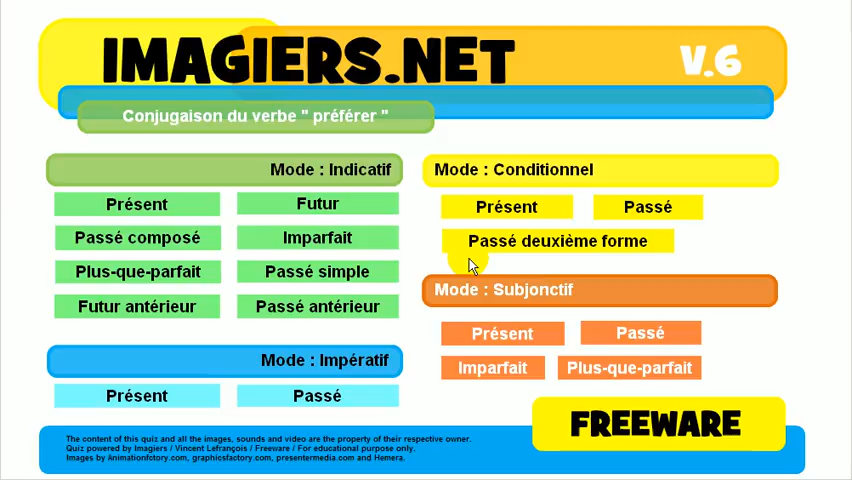 IMAGIERS.NET
V.6
Conjugaison du verbe " préférer "
Mode : Indicatif
Présent
Futur
Passé composé
Imparfait
Plus-que-parfait
Passé simple
Futur antérieur
Passé antérieur
Mode : Impératif
Présent
Passé
Mode : Conditionnel
Présent
Passé
Passé deuxième forme
Mode : Subjonctif
Présent
Passé
Imparfait
Plus-que-parfait
FREEWARE
The content of this quiz and all the images, sounds and video are the property of their respective owner.
Quiz powered by Imagiers / Vincent Lefrançois / Freeware / For educational purpose only.
Images by Animationfctory.com, graphicsfactory.com, presentermedia.com and Hemera.